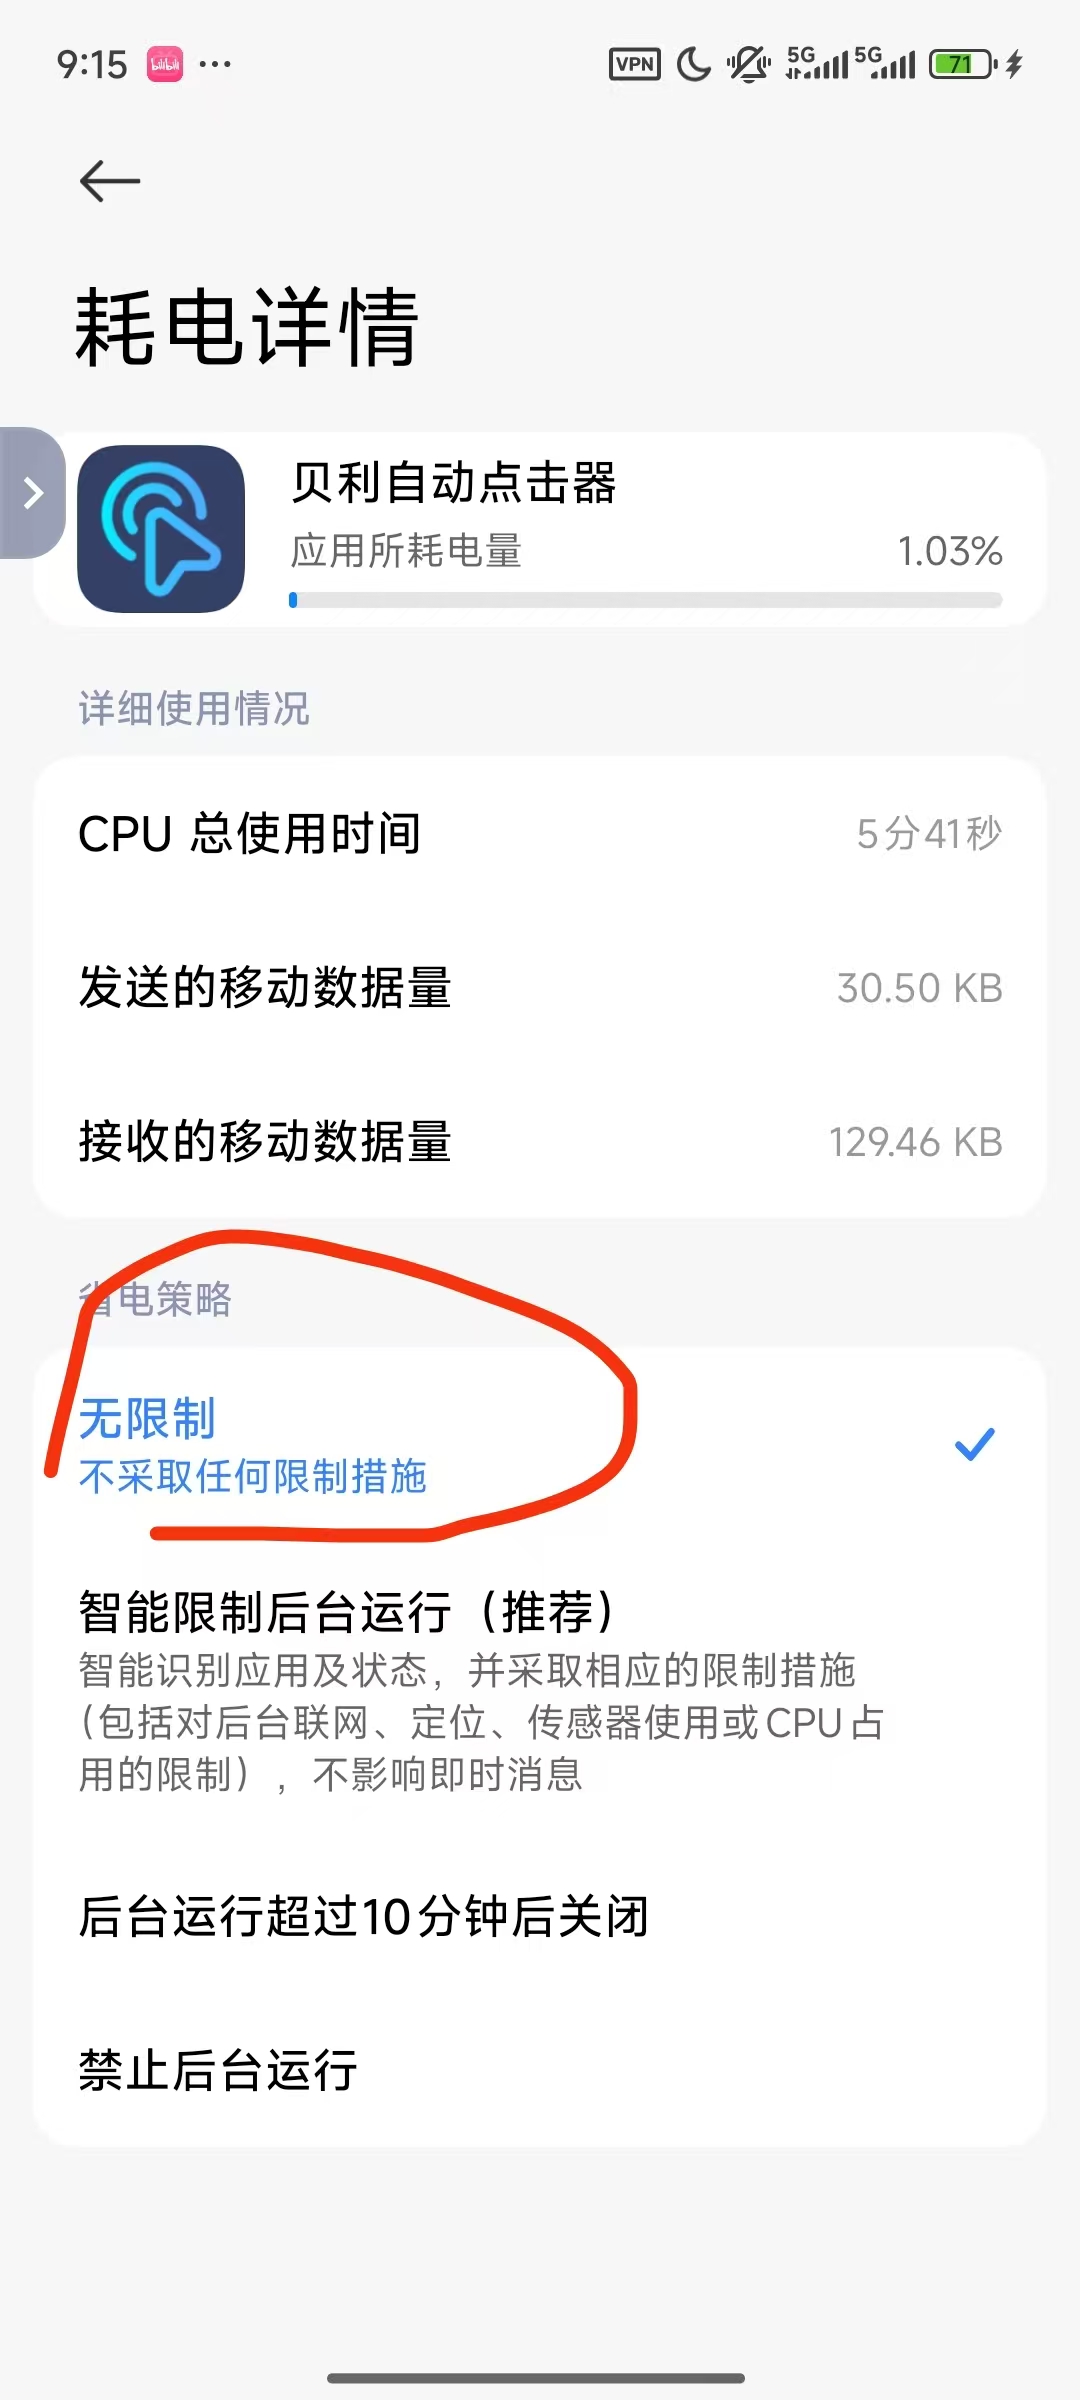 9:15 bilibili ··· VPN 5G 5G 71
耗电详情
贝利自动点击器
应用所耗电量 1.03%
详细使用情况
CPU 总使用时间 5分41秒
发送的移动数据量 30.50 KB
接收的移动数据量 129.46 KB
省电策略
无限制
不采取任何限制措施
智能限制后台运行（推荐）
智能识别应用及状态，并采取相应的限制措施
（包括对后台联网、定位、传感器使用或CPU占
用的限制），不影响即时消息
后台运行超过10分钟后关闭
禁止后台运行